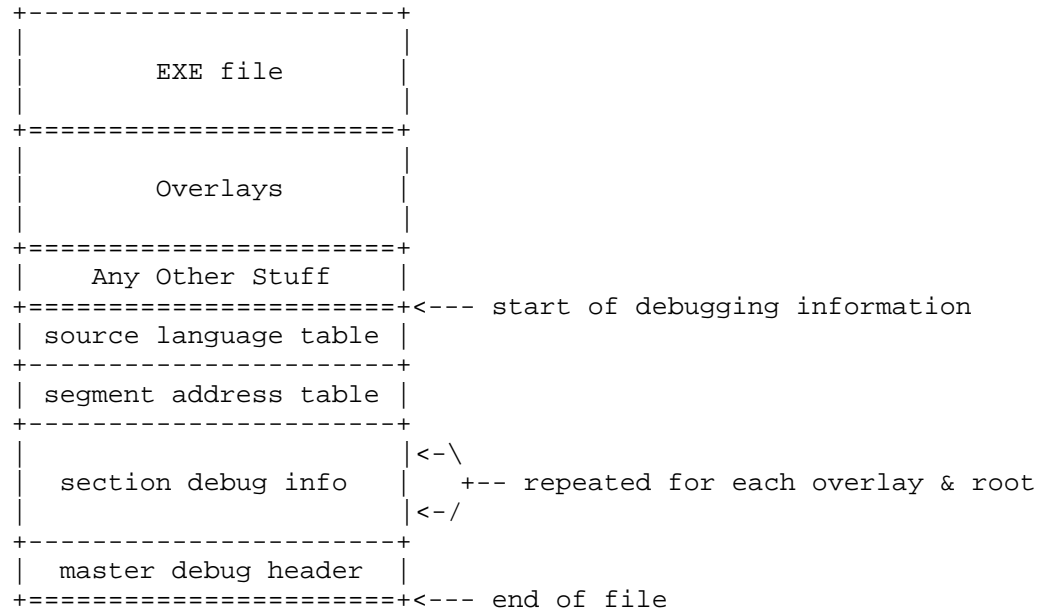 +-----------------------+
|                       |
|        EXE file       |
|                       |
+=======================+
|                       |
|        Overlays       |
|                       |
+=======================+
|    Any Other Stuff    |
+=======================+<--- start of debugging information
| source language table |
+-----------------------+
| segment address table |
+-----------------------+
|                       |<-\
|  section debug info   |   +-- repeated for each overlay & root
|                       |<-/
+-----------------------+
|  master debug header  |
+=======================+<--- end of file